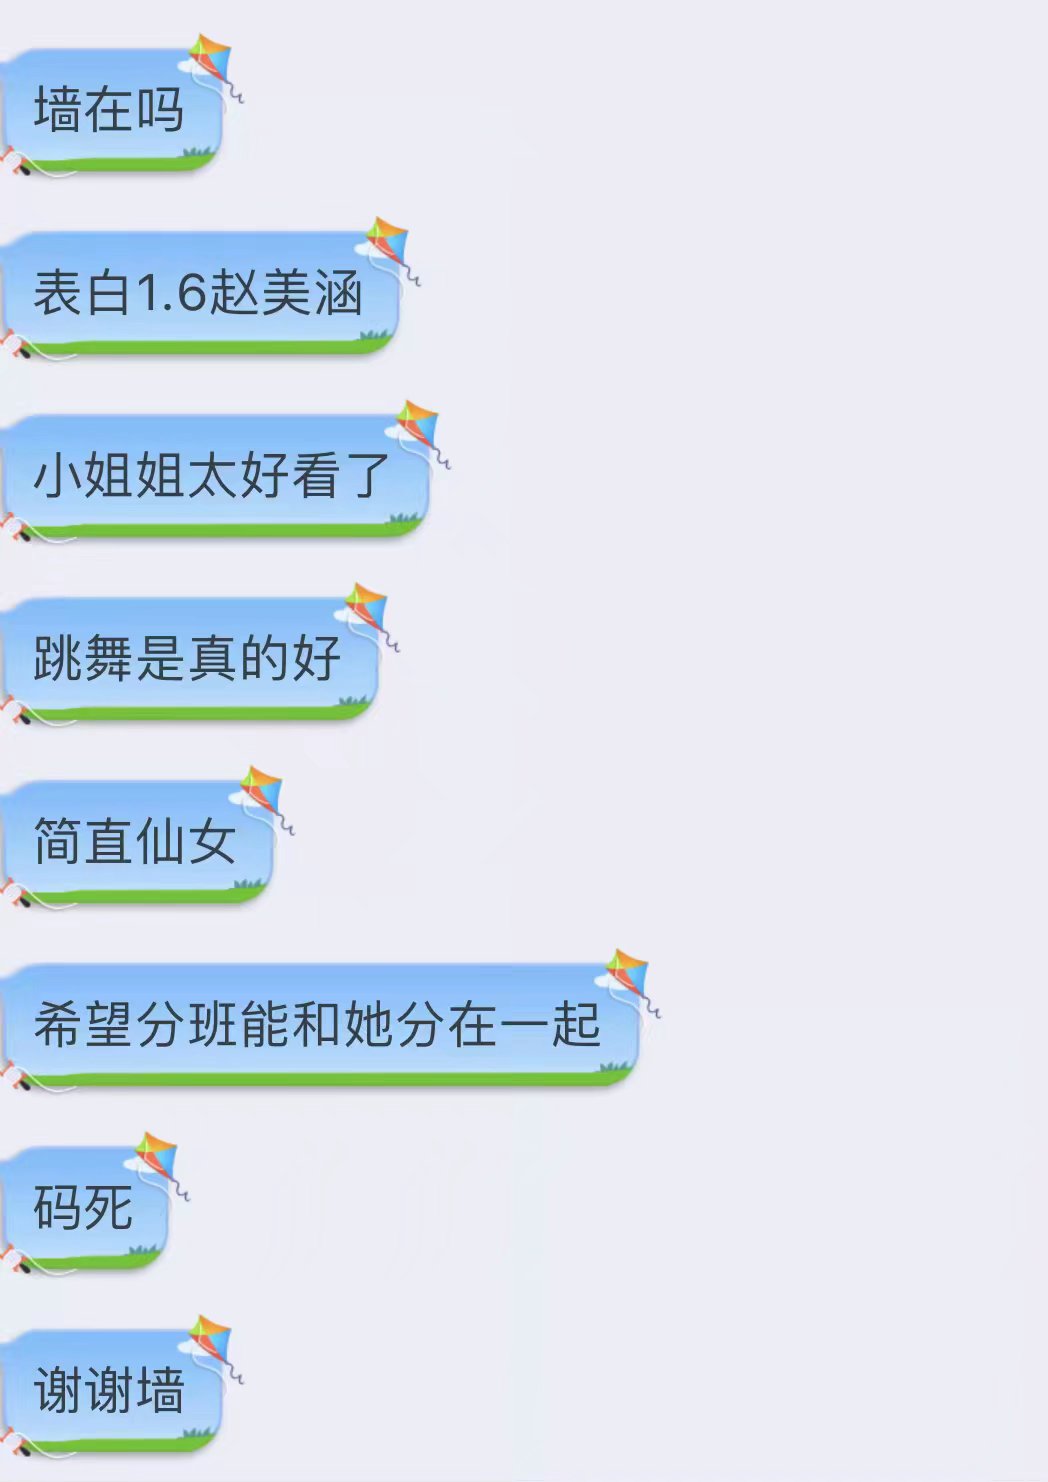 墙在吗
表白1.6赵美涵
小姐姐太好看了
跳舞是真的好
简直仙女
希望分班能和她分在一起
码死
谢谢墙